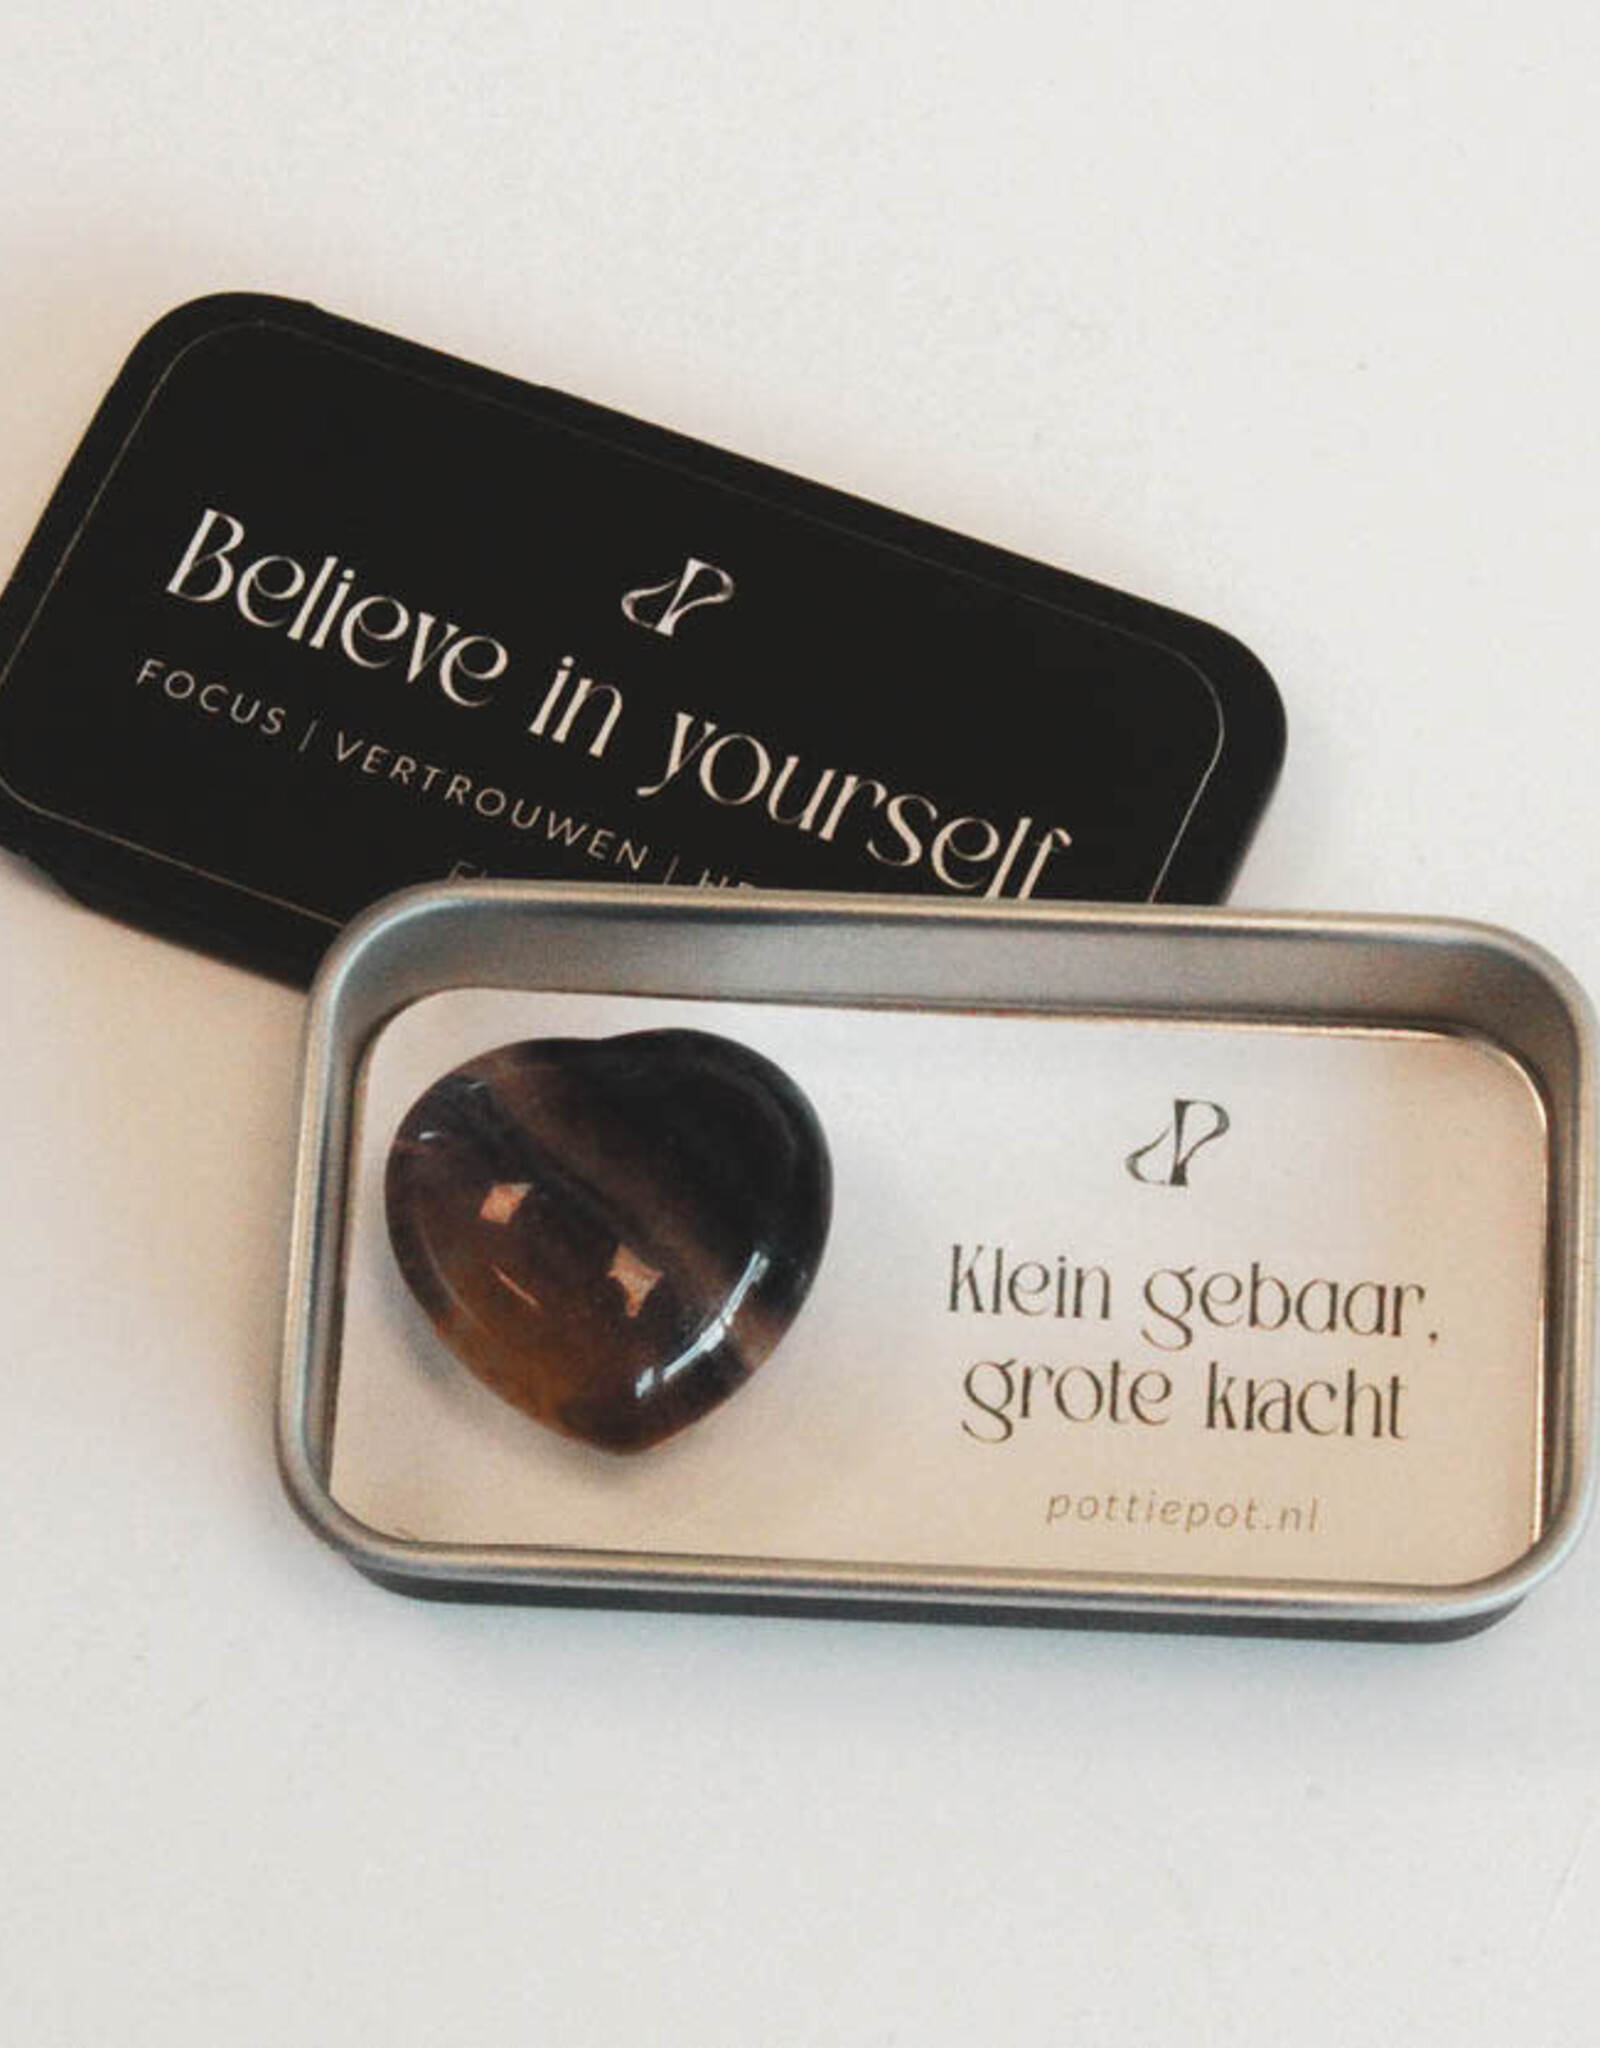 Believe in yourself
FOCUS | VERTROUWEN |
Klein gebaar,
grote kracht
pottiepot.nl